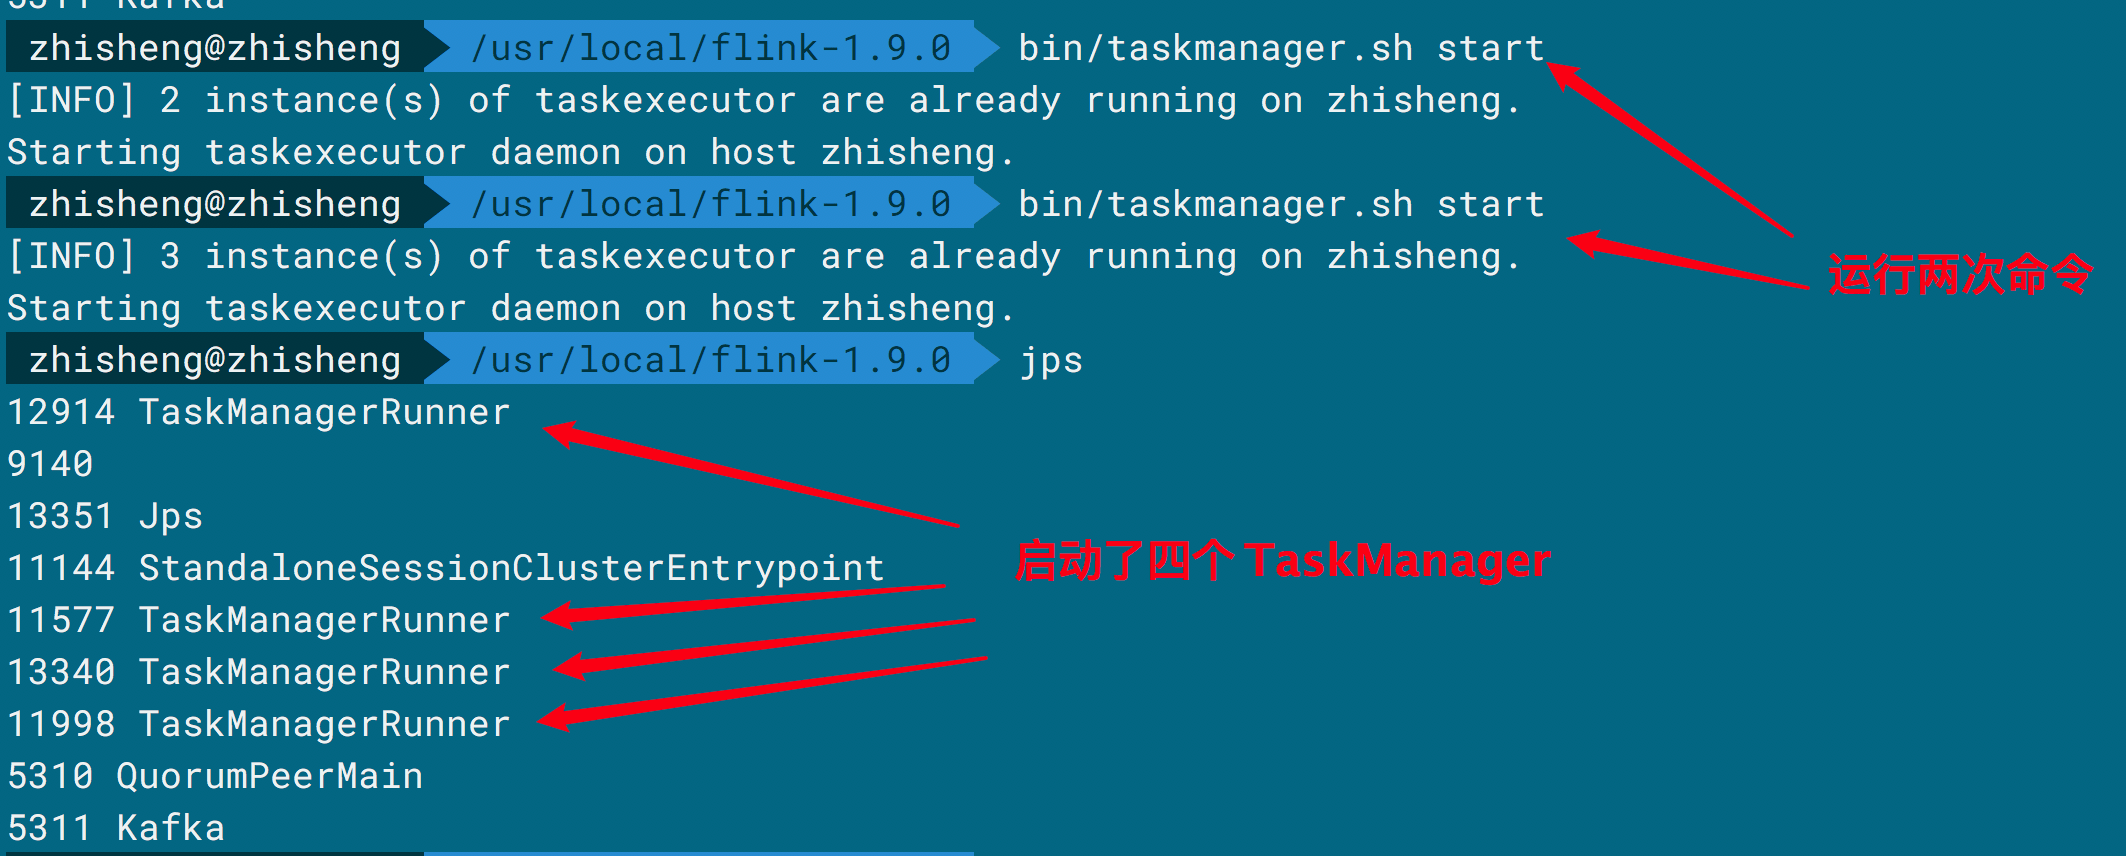 5311 Kafka
zhisheng@zhisheng /usr/local/flink-1.9.0 bin/taskmanager.sh start
[INFO] 2 instance(s) of taskexecutor are already running on zhisheng.
Starting taskexecutor daemon on host zhisheng.
zhisheng@zhisheng /usr/local/flink-1.9.0 bin/taskmanager.sh start
[INFO] 3 instance(s) of taskexecutor are already running on zhisheng.
运行两次命令
Starting taskexecutor daemon on host zhisheng.
zhisheng@zhisheng /usr/local/flink-1.9.0 jps
12914 TaskManagerRunner
9140
13351 Jps
启动了四个 TaskManager
11144 StandaloneSessionClusterEntrypoint
11577 TaskManagerRunner
13340 TaskManagerRunner
11998 TaskManagerRunner
5310 QuorumPeerMain
5311 Kafka